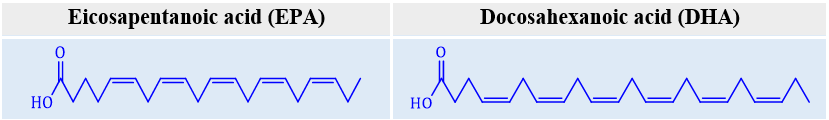 Eicosapentanoic acid (EPA)
Docosahexanoic acid (DHA)
O
HO
O
HO